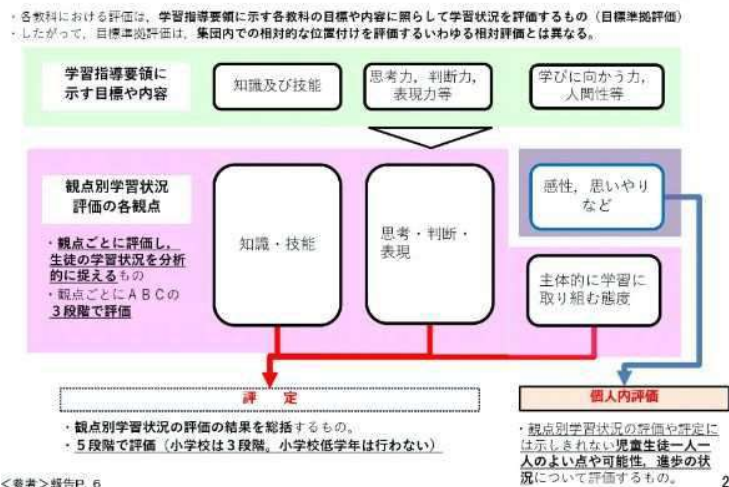 ・各教科における評価は，学習指導要領に示す各教科の目標や内容に照らして学習状況を評価するもの（目標準拠評価）
・したがって，目標準拠評価は，集団内での相対的な位置付けを評価するいわゆる相対評価とは異なる。
学習指導要領に
示す目標や内容
知識及び技能
思考力，判断力，
表現力等
学びに向かう力，
人間性等
観点別学習状況
評価の各観点
・観点ごとに評価し，
生徒の学習状況を分析
的に捉えるもの
・観点ごとにＡＢＣの
３段階で評価
知識・技能
思考・判断・
表現
感性，思いやり
など
主体的に学習に
取り組む態度
評　定
・観点別学習状況の評価の結果を総括するもの。
・５段階で評価（小学校は３段階。小学校低学年は行わない）
個人内評価
・観点別学習状況の評価や評定に
は示しきれない児童生徒一人一
人のよい点や可能性，進歩の状
況について評価するもの。
＜参考＞報告P. 6
2